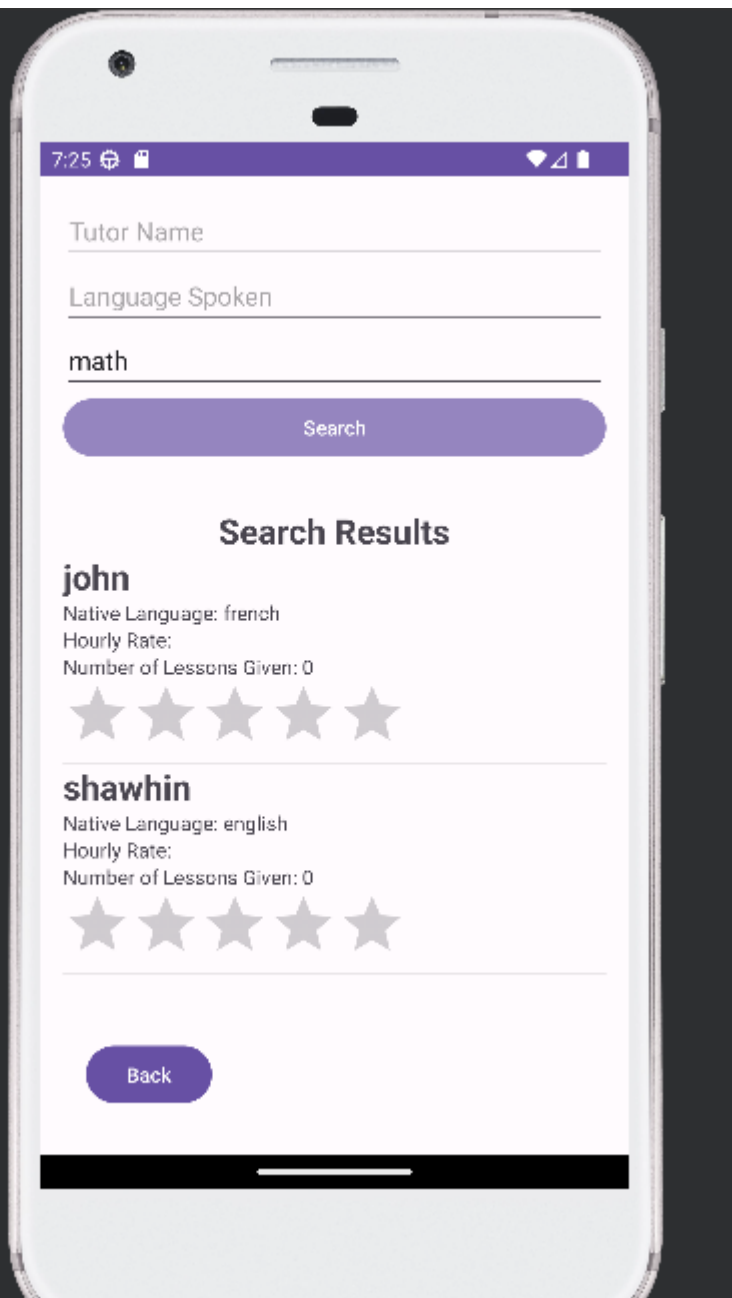 7:25
Tutor Name
Language Spoken
math
Search
Search Results
john
Native Language: french
Hourly Rate:
Number of Lessons Given: 0
shawhin
Native Language: english
Hourly Rate:
Number of Lessons Given: 0
Back